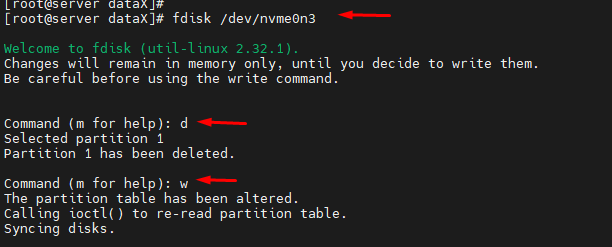 [root@server dataX]#
[root@server dataX]# fdisk /dev/nvme0n3
Welcome to fdisk (util-linux 2.32.1).
Changes will remain in memory only, until you decide to write them.
Be careful before using the write command.
Command (m for help): d
Selected partition 1
Partition 1 has been deleted.
Command (m for help): w
The partition table has been altered.
Calling ioctl() to re-read partition table.
Syncing disks.